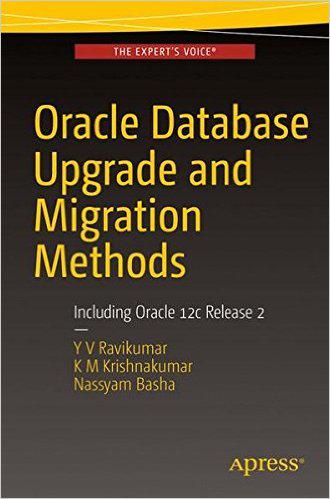 THE EXPERT'S VOICE®
Oracle Database
Upgrade and
Migration
Methods
Including Oracle 12c Release 2
—
Y V Ravikumar
K M Krishnakumar
Nassyam Basha
Apress®